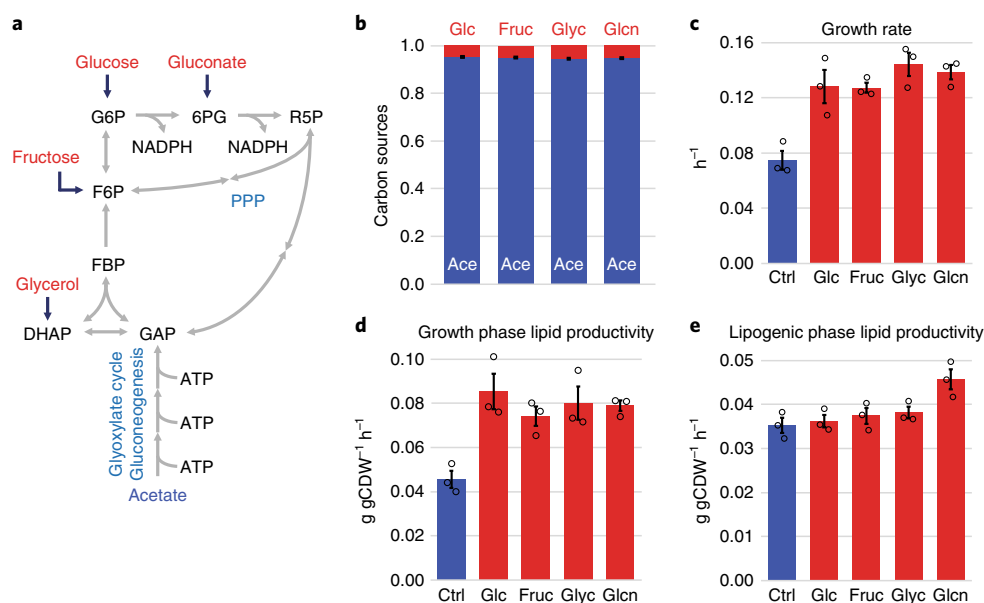 a
Glucose Gluconate
G6P 6PG R5P
NADPH NADPH
Fructose
F6P
PPP
FBP
Glycerol
DHAP GAP
Glyoxylate cycle
Gluconeogenesis
ATP
ATP
ATP
Acetate
b
Glc Fruc Glyc Glcn
Carbon sources
1.0
0.8
0.6
0.4
0.2
0.0
Ace Ace Ace Ace
c
Growth rate
h⁻¹
0.16
0.12
0.08
0.04
0.00
Ctrl Glc Fruc Glyc Glcn
d
Growth phase lipid productivity
g gCDW⁻¹ h⁻¹
0.10
0.08
0.06
0.04
0.02
0.00
Ctrl Glc Fruc Glyc Glcn
e
Lipogenic phase lipid productivity
g gCDW⁻¹ h⁻¹
0.05
0.04
0.03
0.02
0.01
0.00
Ctrl Glc Fruc Glyc Glcn